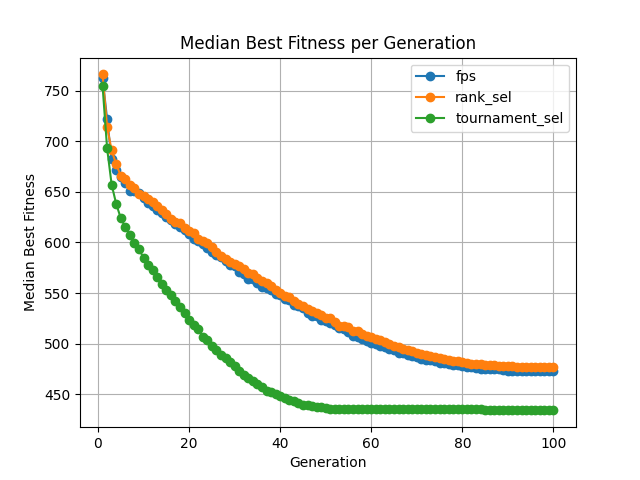 Median Best Fitness per Generation
fps
rank_sel
tournament_sel
Median Best Fitness
750
700
650
600
550
500
450
0 20 40 60 80 100
Generation